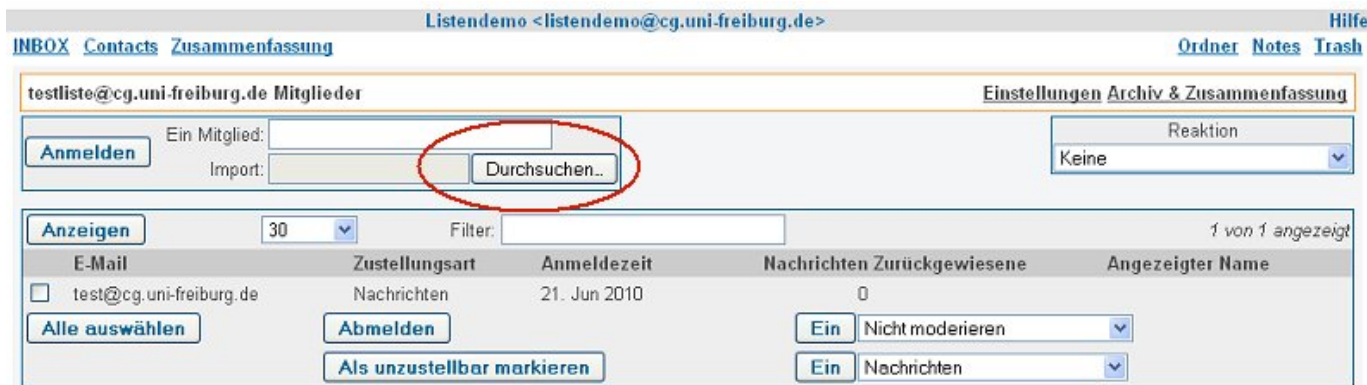 Listendemo <listendemo@cg.uni-freiburg.de> Hilfe
INBOX Contacts Zusammenfassung Ordner Notes Trash
testliste@cg.uni-freiburg.de Mitglieder Einstellungen Archiv & Zusammenfassung
Ein Mitglied: Reaktion
Anmelden Keine
Import: Durchsuchen...
Anzeigen 30 Filter: 1 von 1 angezeigt
E-Mail Zustellungsart Anmeldezeit Nachrichten Zurückgewiesene Angezeigter Name
test@cg.uni-freiburg.de Nachrichten 21. Jun 2010 0
Alle auswählen Abmelden Ein Nicht moderieren
Als unzustellbar markieren Ein Nachrichten